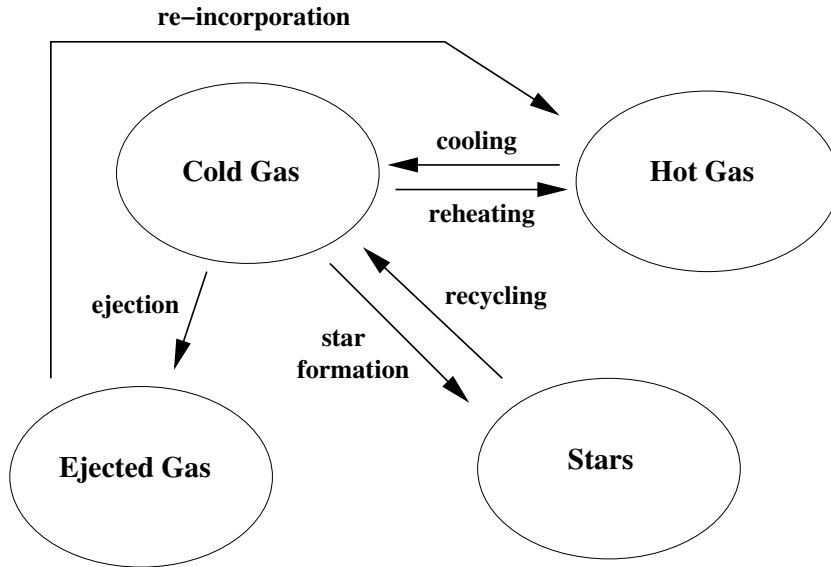 re−incorporation
cooling
Cold Gas
Hot Gas
reheating
ejection
recycling
star
formation
Ejected Gas
Stars